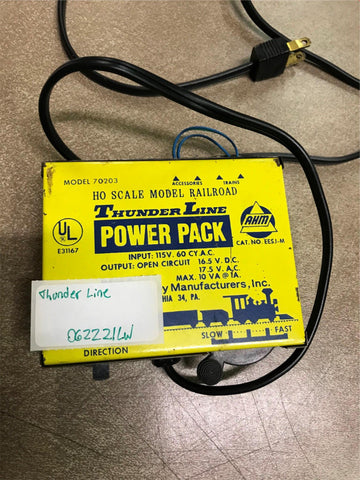 MODEL 70203
ACCESSORIES
TRAINS
HO SCALE MODEL RAILROAD
THUNDER LINE
POWER PACK
UL
E31167
AHM
CAT. NO. EESJ-M
INPUT: 115V. 60 CY.A.C.
OUTPUT: OPEN CIRCUIT 16.5 V. D.C.
17.5 V. A.C.
MAX. 10 VA @ 1A.
y Manufacturers, Inc.
HIA 34, PA.
Thunder Line
062221LW
SLOW
FAST
DIRECTION